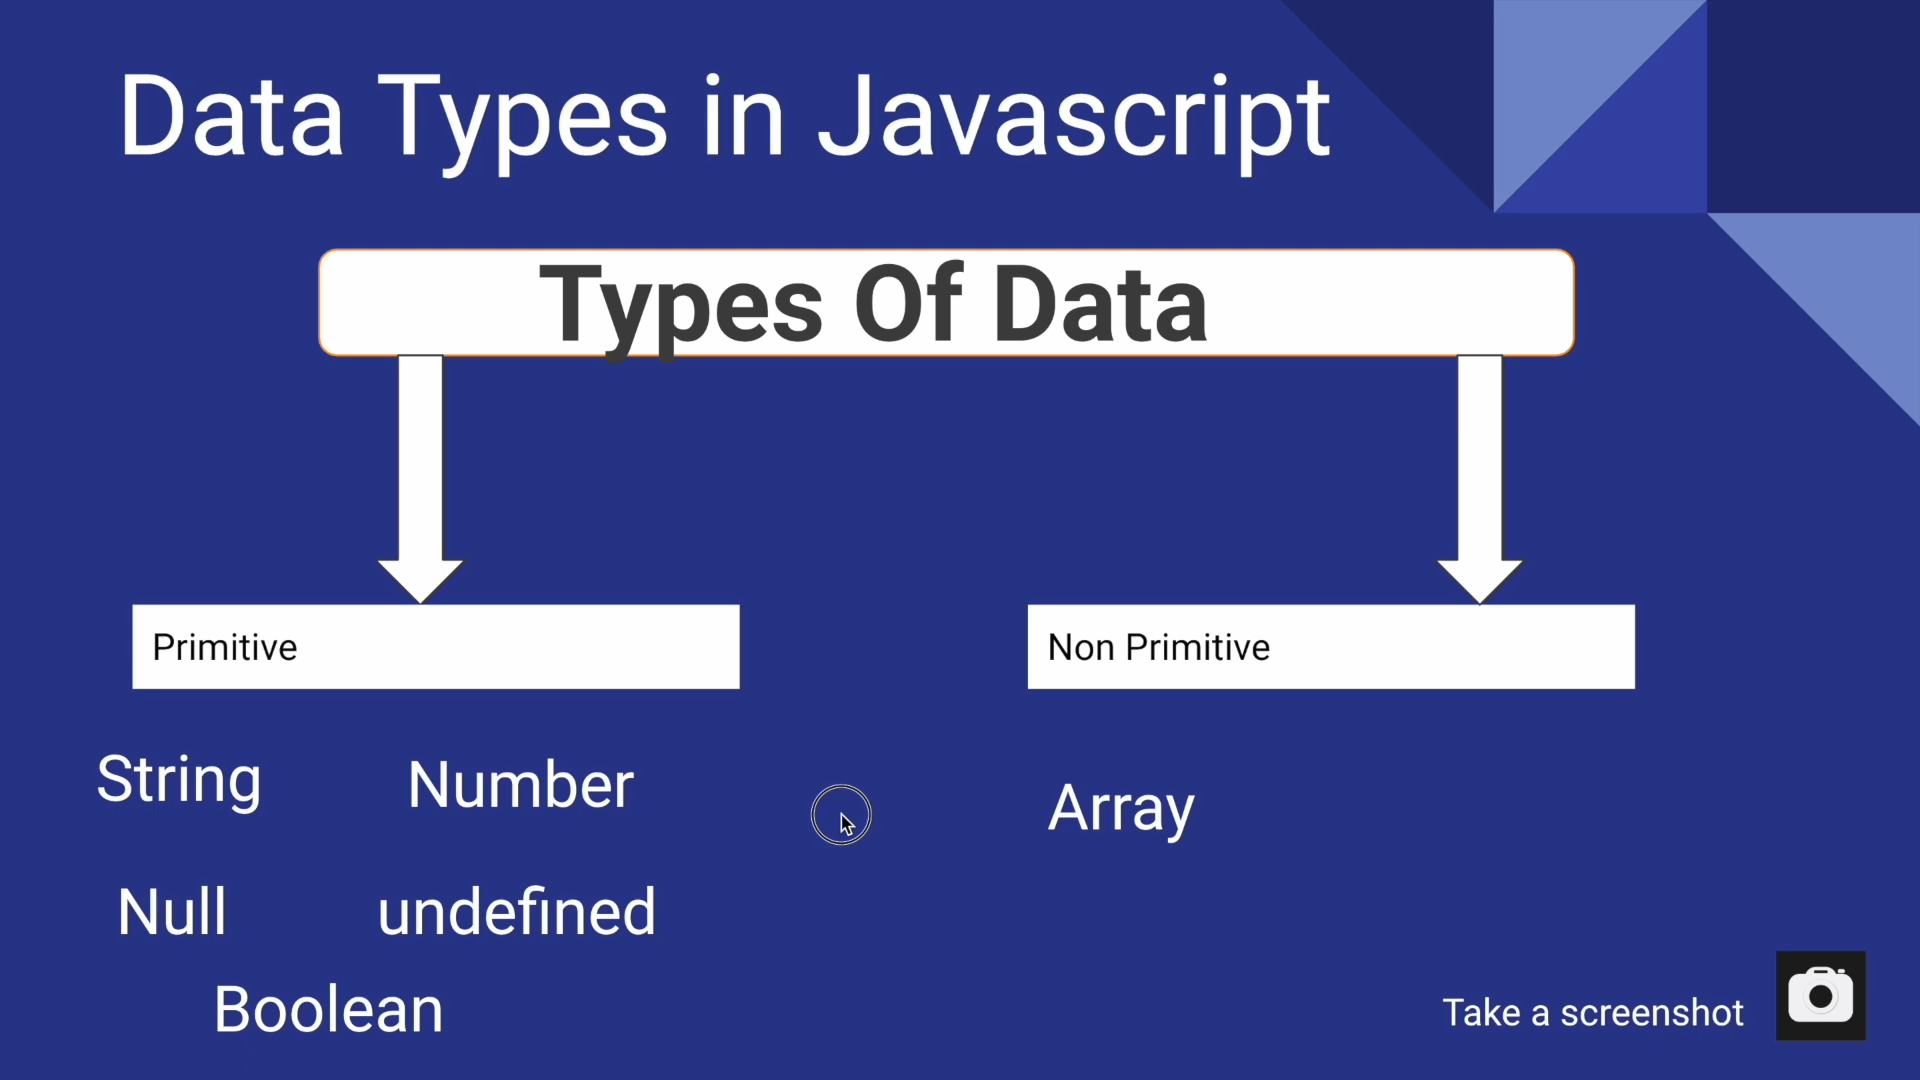 Data Types in Javascript
Types Of Data
Primitive
Non Primitive
String
Number
Array
Null
undefined
Boolean
Take a screenshot